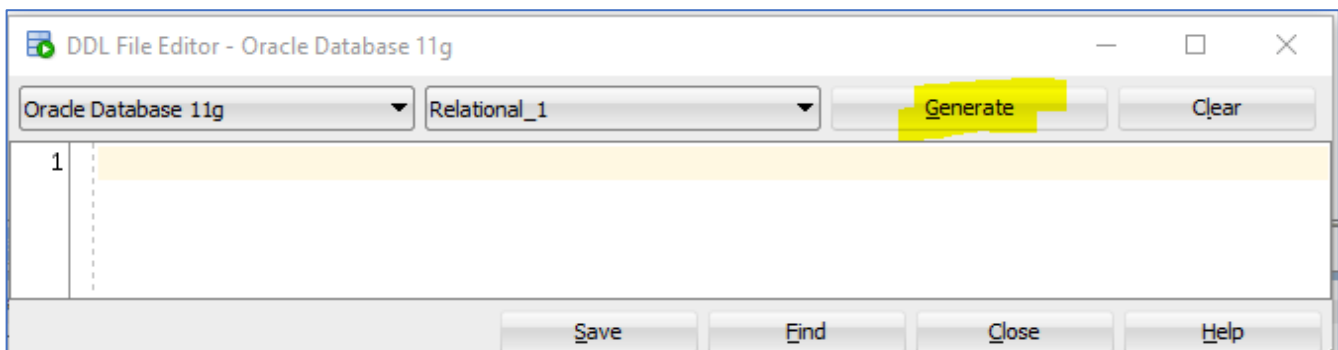 DDL File Editor - Oracle Database 11g
Oracle Database 11g Relational_1 Generate Clear
1
Save Find Close Help